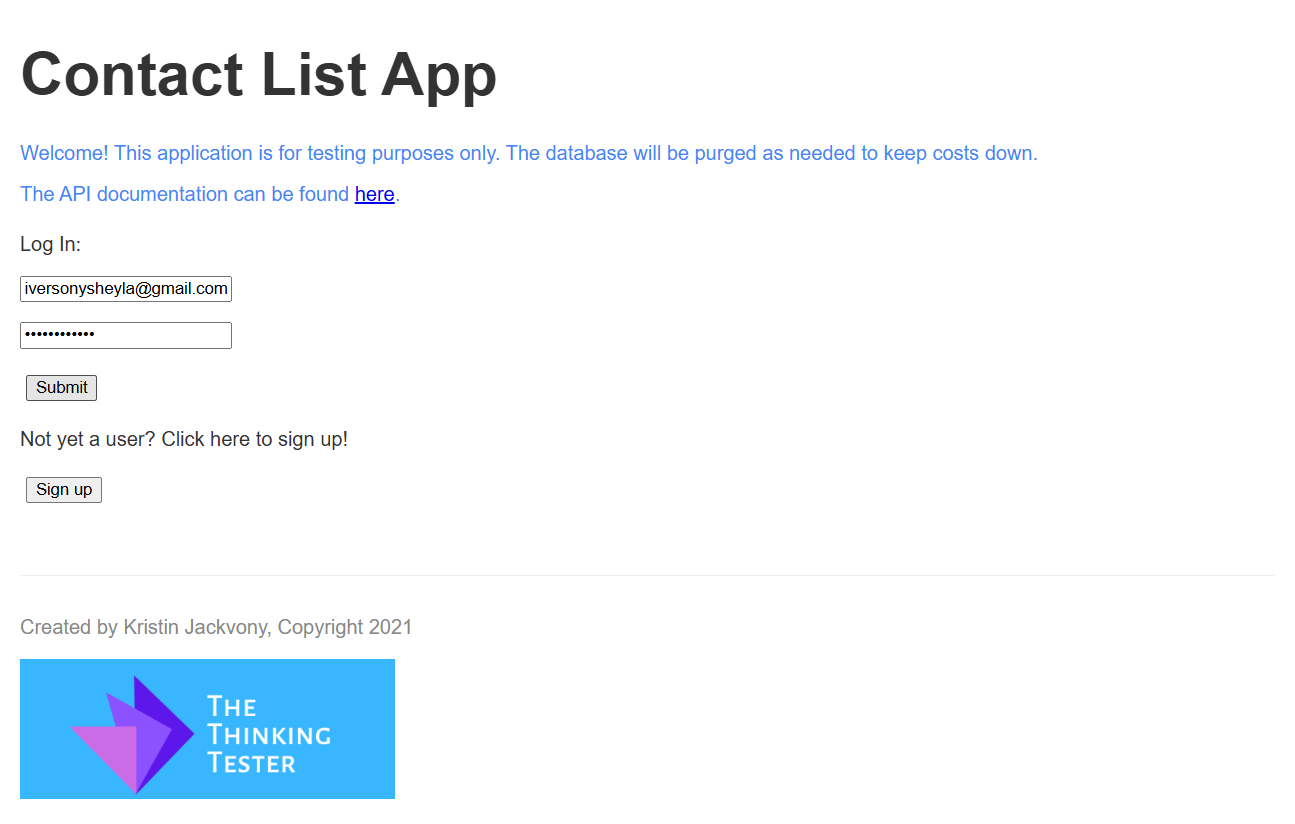 Contact List App
Welcome! This application is for testing purposes only. The database will be purged as needed to keep costs down.
The API documentation can be found here.
Log In:
iversonysheyla@gmail.com
••••••••••••
Submit
Not yet a user? Click here to sign up!
Sign up
Created by Kristin Jackvony, Copyright 2021
The
Thinking
Tester